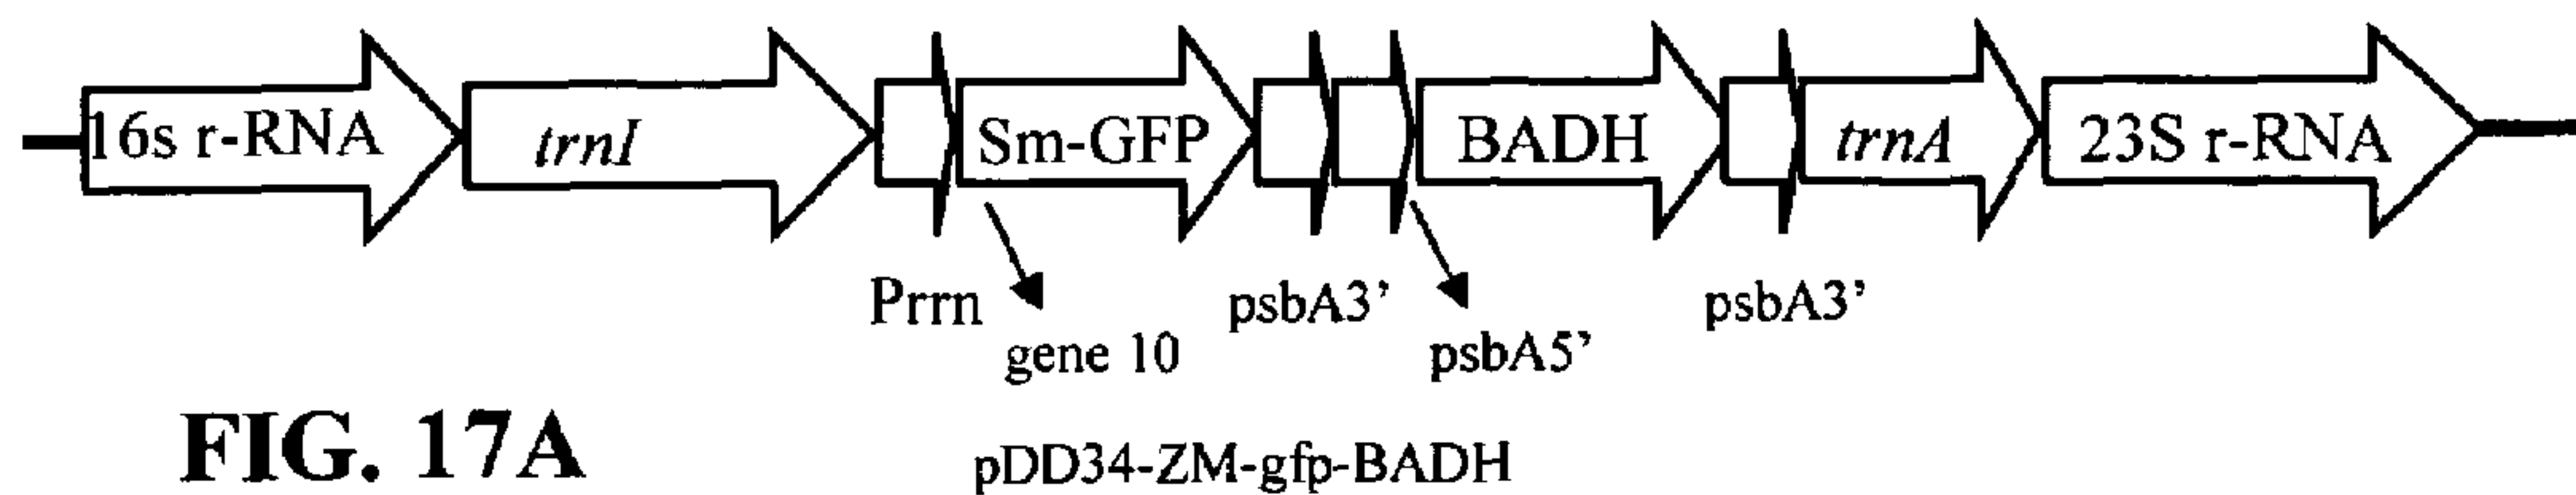 16s r-RNA trnI Sm-GFP BADH trnA 23S r-RNA
Prrn psbA3’ psbA3’
gene 10 psbA5’
FIG. 17A
pDD34-ZM-gfp-BADH